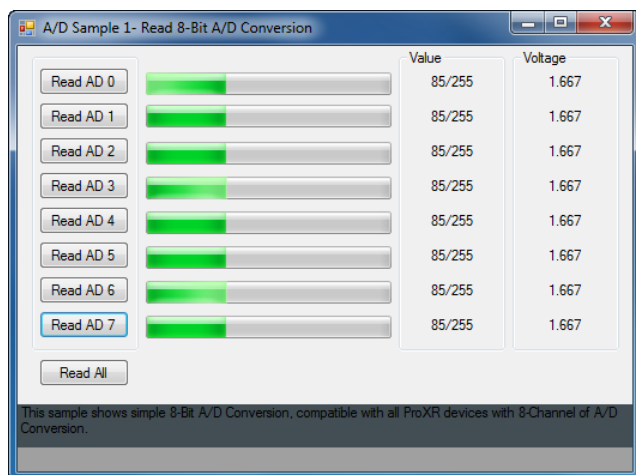 A/D Sample 1- Read 8-Bit A/D Conversion
Value Voltage
Read AD 0 85/255 1.667
Read AD 1 85/255 1.667
Read AD 2 85/255 1.667
Read AD 3 85/255 1.667
Read AD 4 85/255 1.667
Read AD 5 85/255 1.667
Read AD 6 85/255 1.667
Read AD 7 85/255 1.667
Read All
This sample shows simple 8-Bit A/D Conversion, compatible with all ProXR devices with 8-Channel of A/D
Conversion.